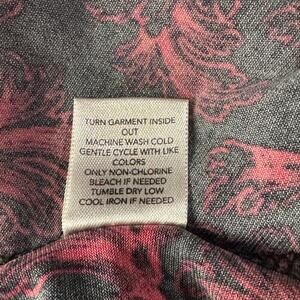 TURN GARMENT INSIDE
OUT
MACHINE WASH COLD
GENTLE CYCLE WITH LIKE
COLORS
ONLY NON-CHLORINE
BLEACH IF NEEDED
TUMBLE DRY LOW
COOL IRON IF NEEDED